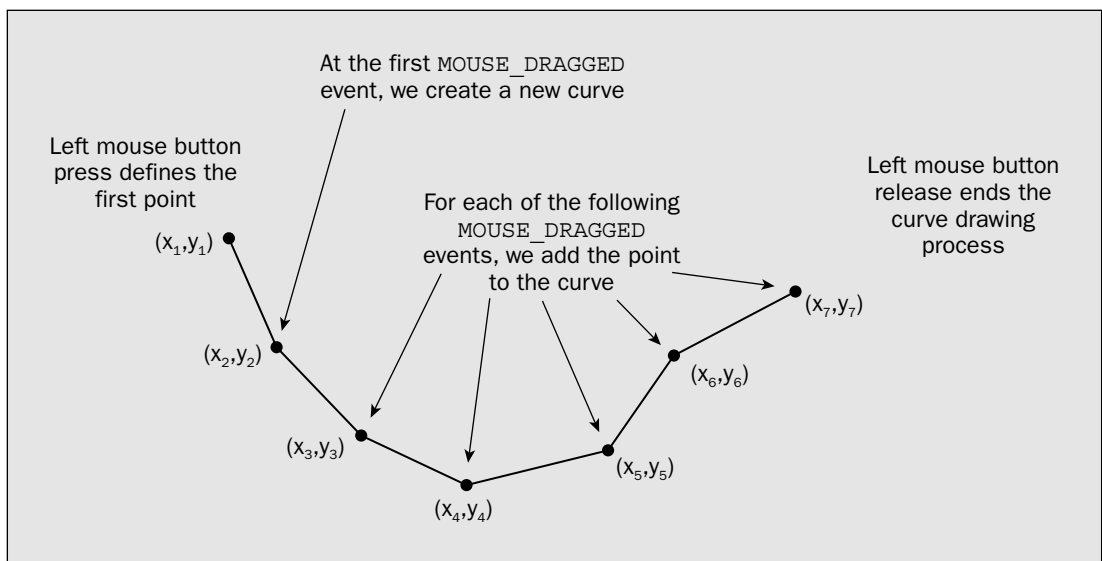 At the first MOUSE_DRAGGED
event, we create a new curve
Left mouse button
press defines the
first point
Left mouse button
release ends the
curve drawing
process
For each of the following
MOUSE_DRAGGED
events, we add the point
to the curve
(x₁,y₁)
(x₂,y₂)
(x₃,y₃)
(x₄,y₄)
(x₅,y₅)
(x₆,y₆)
(x₇,y₇)